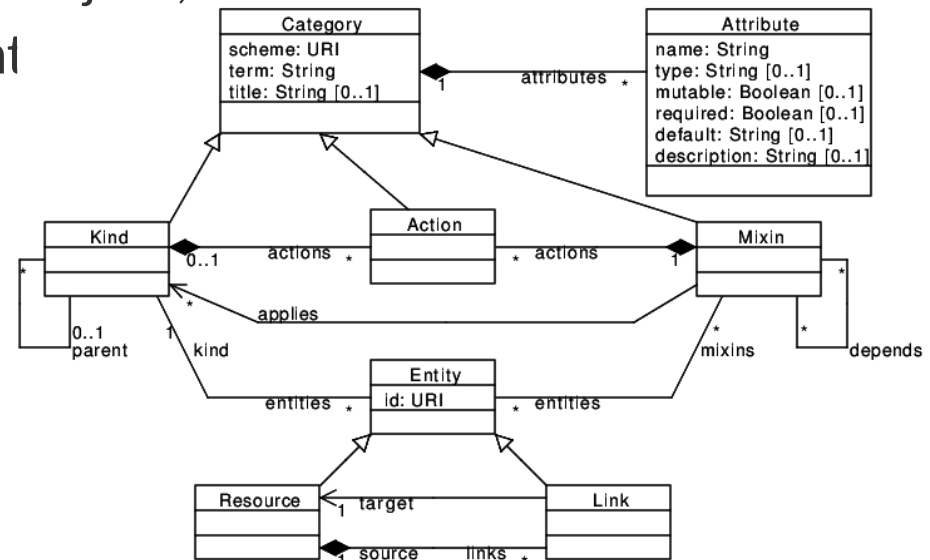 nt
Category
scheme: URI
term: String
title: String [0..1]
Attribute
name: String
type: String [0..1]
mutable: Boolean [0..1]
required: Boolean [0..1]
default: String [0..1]
description: String [0..1]
1
attributes
*
Kind
Action
Mixin
0..1
actions
*
*
actions
1
*
*
*
applies
0..1
parent
1
kind
*
mixins
*
depends
Entity
id: URI
entities
*
*
entities
Resource
Link
1
target
1
source
links
*